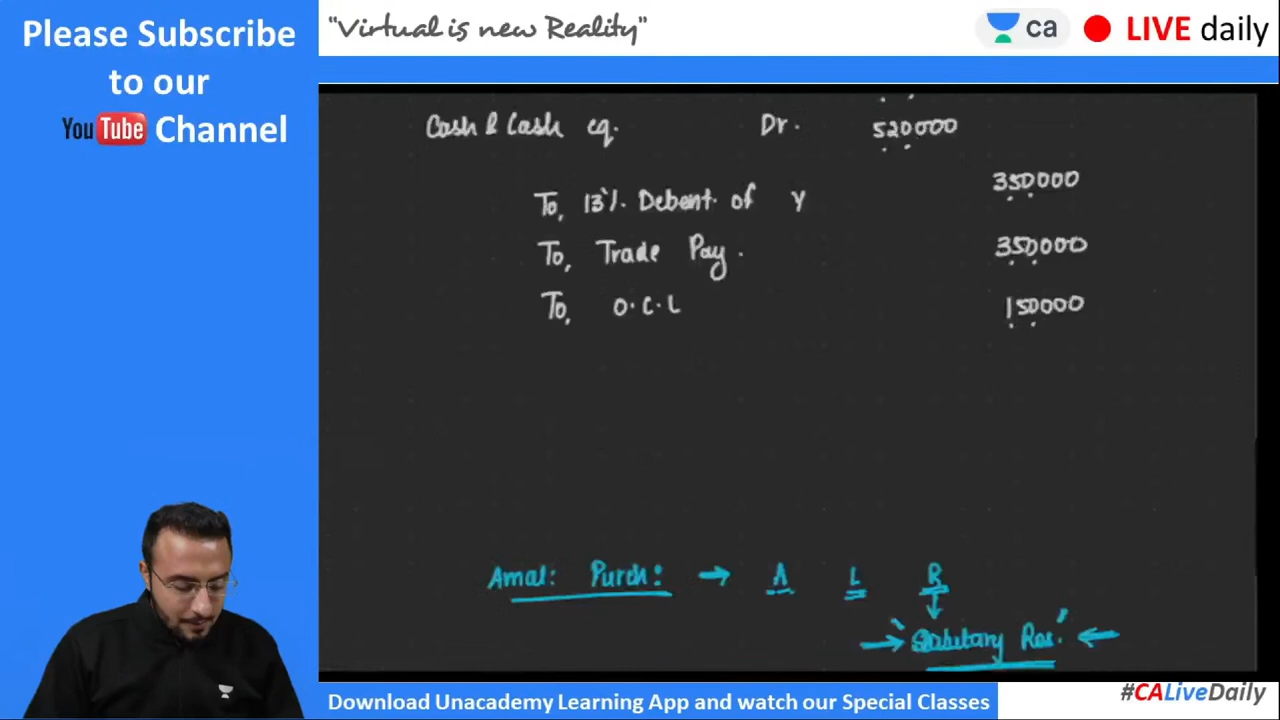 Please Subscribe
to our
YouTube Channel
"Virtual is new Reality"
ca
LIVE daily
Cash & Cash eq. Dr. 520000
To, 13% Debent. of Y 350000
To, Trade Pay. 350000
To, O.C.L 150000
Amal: Purch: → A L R
→ 'Statutary Res.' ←
Download Unacademy Learning App and watch our Special Classes
#CALiveDaily